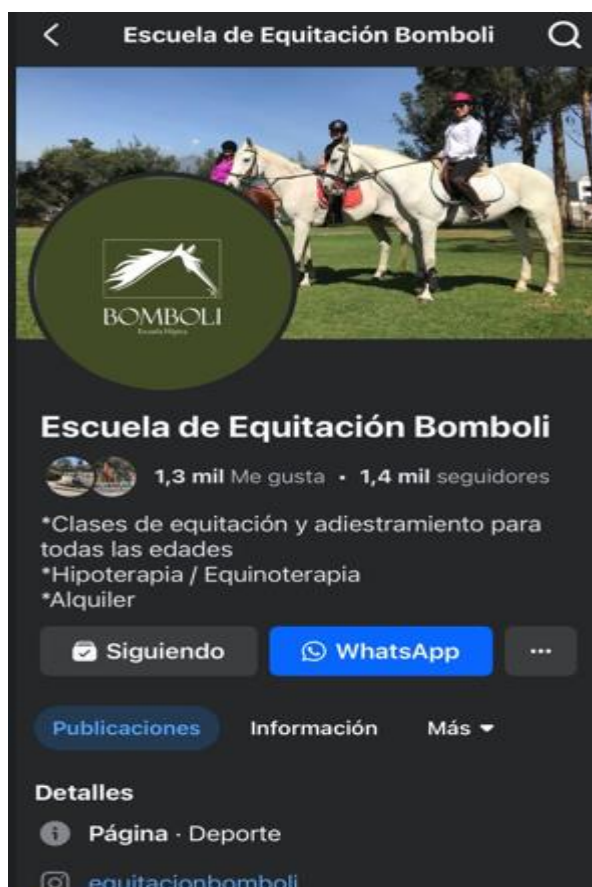 Escuela de Equitación Bomboli
BOMBOLI
Escuela Hípica
Escuela de Equitación Bomboli
1,3 mil Me gusta • 1,4 mil seguidores
*Clases de equitación y adiestramiento para
todas las edades
*Hipoterapia / Equinoterapia
*Alquiler
Siguiendo
WhatsApp
Publicaciones
Información
Más
Detalles
Página · Deporte
equitacionbomboli